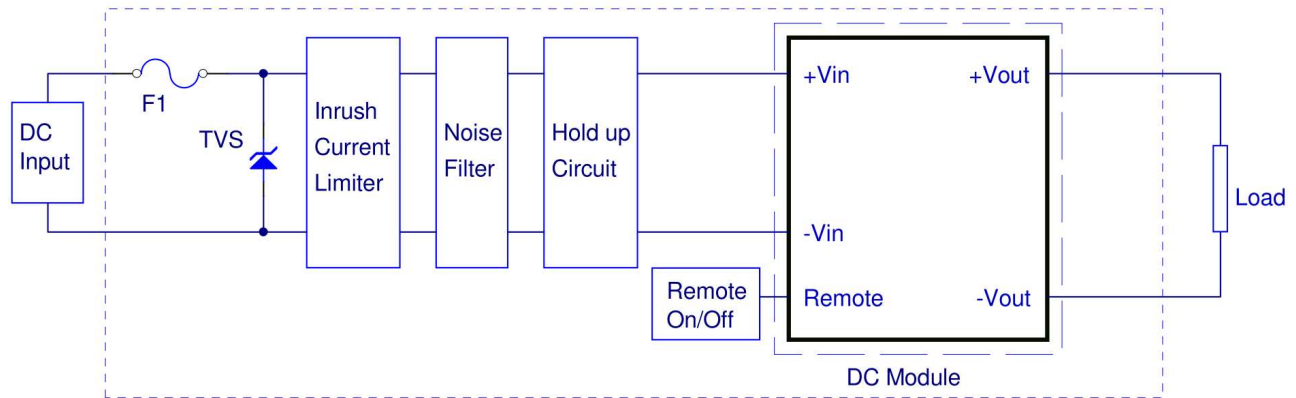 DC
Input
F1
TVS
Inrush
Current
Limiter
Noise
Filter
Hold up
Circuit
+Vin
-Vin
Remote
+Vout
-Vout
Remote
On/Off
DC Module
Load